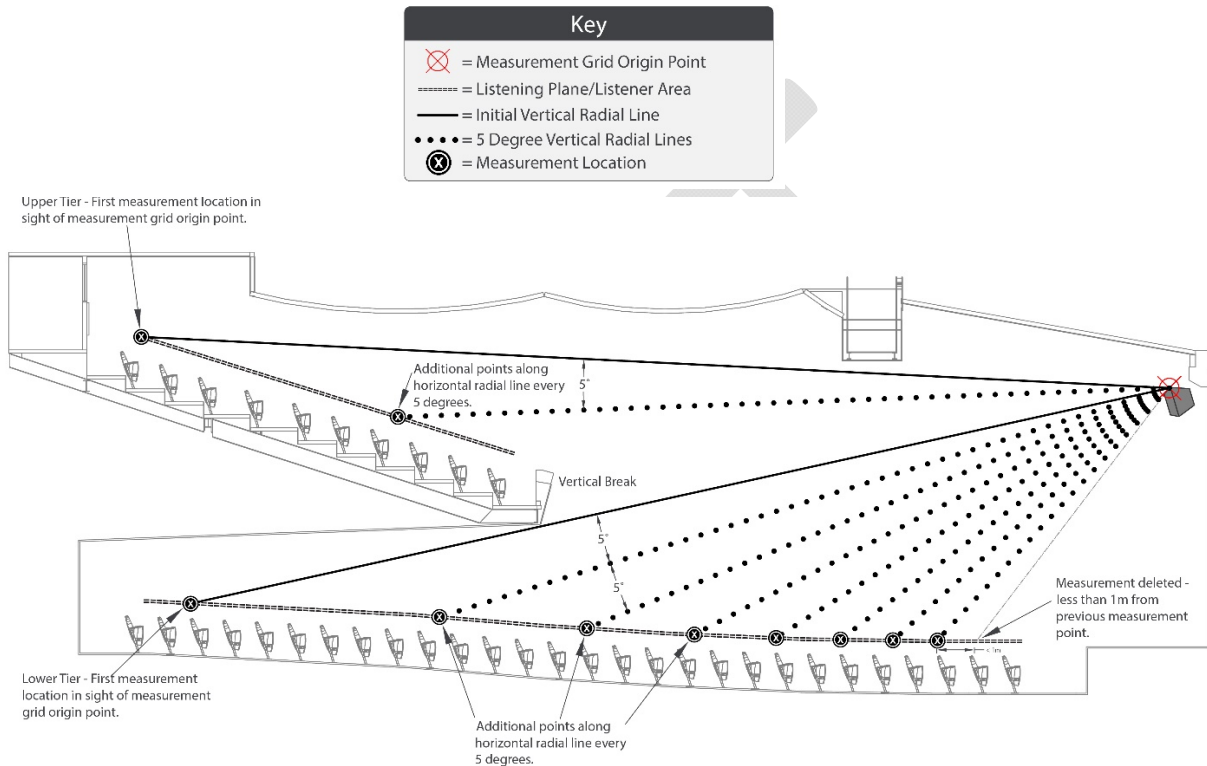 Key
= Measurement Grid Origin Point
= Listening Plane/Listener Area
= Initial Vertical Radial Line
= 5 Degree Vertical Radial Lines
X = Measurement Location
Upper Tier - First measurement location in
sight of measurement grid origin point.
X
Additional points along
horizontal radial line every
5 degrees.
5°
X
Vertical Break
5°
5°
Measurement deleted -
less than 1m from
previous measurement
point.
X
X
X
X
X
X
X
X
< 1m
Lower Tier - First measurement
location in sight of measurement
grid origin point.
Additional points along
horizontal radial line every
5 degrees.